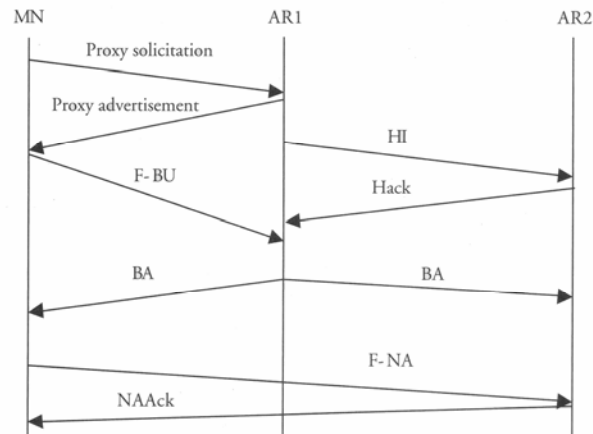 MN AR1 AR2
Proxy solicitation
Proxy advertisement
HI
F- BU
Hack
BA BA
F-NA
NAAck